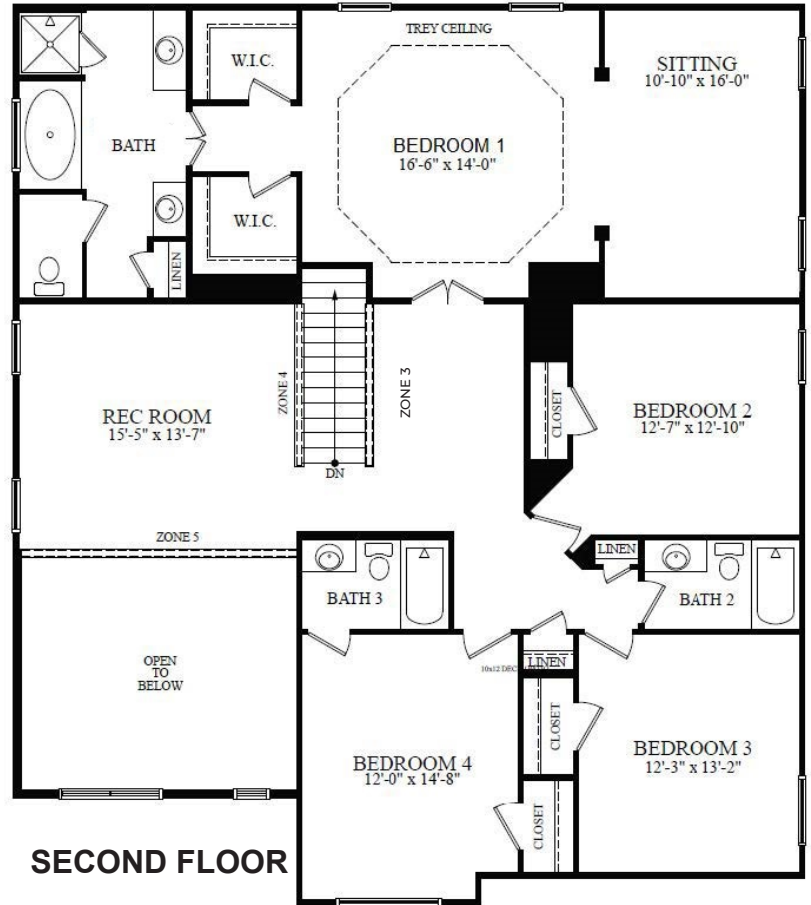 TREY CEILING
W.I.C.
SITTING
10'-10" x 16'-0"
BATH
BEDROOM 1
16'-6" x 14'-0"
W.I.C.
LINEN
ZONE 4
ZONE 3
REC ROOM
15'-5" x 13'-7"
CLOSET
BEDROOM 2
12'-7" x 12'-10"
DN
ZONE 5
LINEN
BATH 3
BATH 2
OPEN
TO
BELOW
LINEN
10x12 DEC
CLOSET
BEDROOM 4
12'-0" x 14'-8"
BEDROOM 3
12'-3" x 13'-2"
CLOSET
SECOND FLOOR